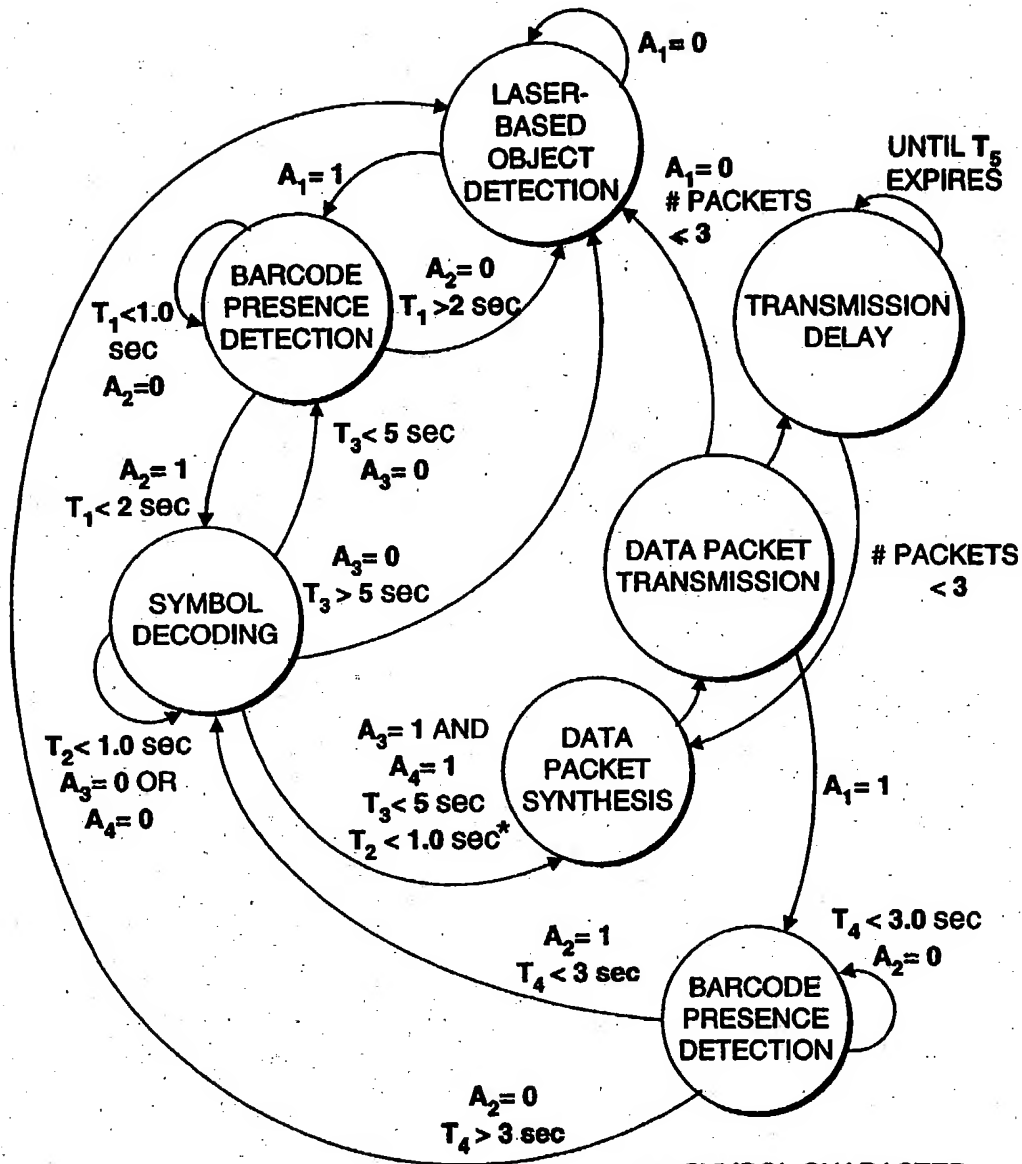 A₁= 0
LASER-
BASED
OBJECT
DETECTION
UNTIL T₅
EXPIRES
A₁= 1
A₁= 0
# PACKETS
< 3
BARCODE
PRESENCE
DETECTION
A₂= 0
T₁ >2 sec
TRANSMISSION
DELAY
T₁<1.0
sec
A₂=0
T₃< 5 sec
A₃= 0
A₂= 1
T₁< 2 sec
A₃= 0
T₃ > 5 sec
DATA PACKET
TRANSMISSION
# PACKETS
< 3
SYMBOL
DECODING
T₂< 1.0 sec
A₃= 0 OR
A₄= 0
A₃= 1 AND
A₄= 1
T₃< 5 sec
T₂ < 1.0 sec*
DATA
PACKET
SYNTHESIS
A₁= 1
A₂= 1
T₄< 3 sec
T₄< 3.0 sec
A₂= 0
BARCODE
PRESENCE
DETECTION
A₂= 0
T₄> 3 sec